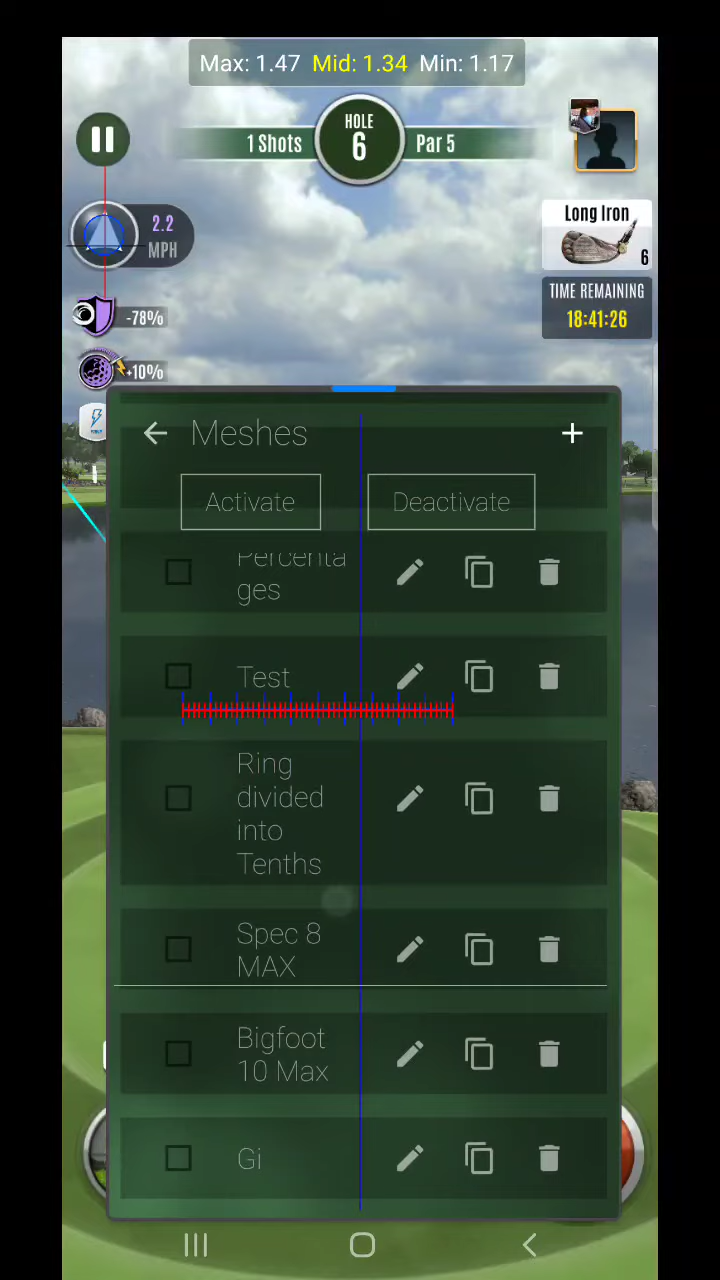 Max: 1.47 Mid: 1.34 Min: 1.17
1 Shots
HOLE
6
Par 5
2.2
MPH
Long Iron
6
TIME REMAINING
18:41:26
-78%
+10%
Meshes
Activate
Deactivate
Percenta
ges
Test
Ring
divided
into
Tenths
Spec 8
MAX
Bigfoot
10 Max
Gi